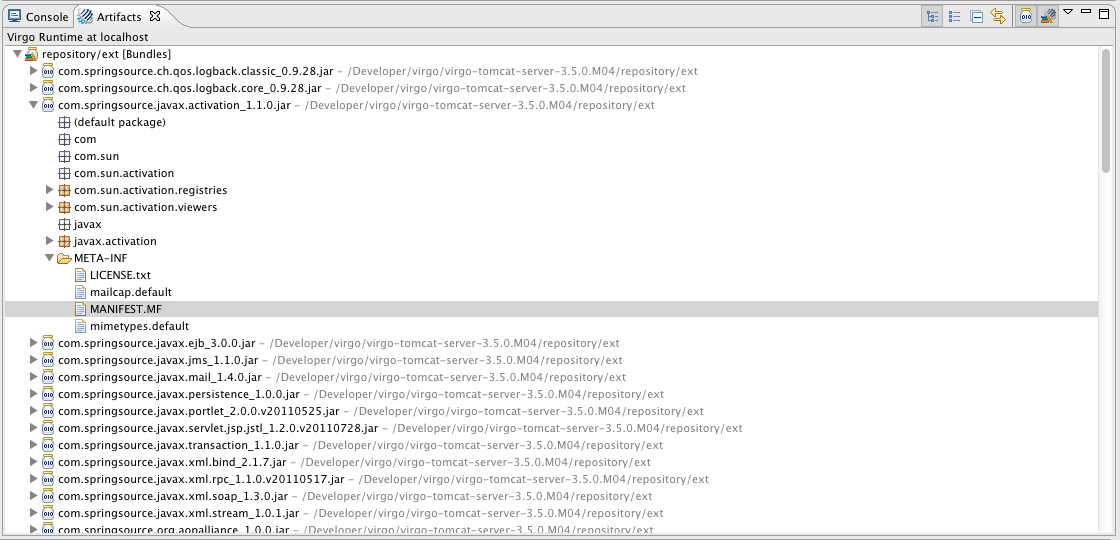 Console Artifacts
Virgo Runtime at localhost
repository/ext [Bundles]
com.springsource.ch.qos.logback.classic_0.9.28.jar – /Developer/virgo/virgo-tomcat-server-3.5.0.M04/repository/ext
com.springsource.ch.qos.logback.core_0.9.28.jar – /Developer/virgo/virgo-tomcat-server-3.5.0.M04/repository/ext
com.springsource.javax.activation_1.1.0.jar – /Developer/virgo/virgo-tomcat-server-3.5.0.M04/repository/ext
(default package)
com
com.sun
com.sun.activation
com.sun.activation.registries
com.sun.activation.viewers
javax
javax.activation
META-INF
LICENSE.txt
mailcap.default
MANIFEST.MF
mimetypes.default
com.springsource.javax.ejb_3.0.0.jar – /Developer/virgo/virgo-tomcat-server-3.5.0.M04/repository/ext
com.springsource.javax.jms_1.1.0.jar – /Developer/virgo/virgo-tomcat-server-3.5.0.M04/repository/ext
com.springsource.javax.mail_1.4.0.jar – /Developer/virgo/virgo-tomcat-server-3.5.0.M04/repository/ext
com.springsource.javax.persistence_1.0.0.jar – /Developer/virgo/virgo-tomcat-server-3.5.0.M04/repository/ext
com.springsource.javax.portlet_2.0.0.v20110525.jar – /Developer/virgo/virgo-tomcat-server-3.5.0.M04/repository/ext
com.springsource.javax.servlet.jsp.jstl_1.2.0.v20110728.jar – /Developer/virgo/virgo-tomcat-server-3.5.0.M04/repository/ext
com.springsource.javax.transaction_1.1.0.jar – /Developer/virgo/virgo-tomcat-server-3.5.0.M04/repository/ext
com.springsource.javax.xml.bind_2.1.7.jar – /Developer/virgo/virgo-tomcat-server-3.5.0.M04/repository/ext
com.springsource.javax.xml.rpc_1.1.0.v20110517.jar – /Developer/virgo/virgo-tomcat-server-3.5.0.M04/repository/ext
com.springsource.javax.xml.soap_1.3.0.jar – /Developer/virgo/virgo-tomcat-server-3.5.0.M04/repository/ext
com.springsource.javax.xml.stream_1.0.1.jar – /Developer/virgo/virgo-tomcat-server-3.5.0.M04/repository/ext
com.springsource.org.aopalliance_1.0.0.jar – /Developer/virgo/virgo-tomcat-server-3.5.0.M04/repository/ext